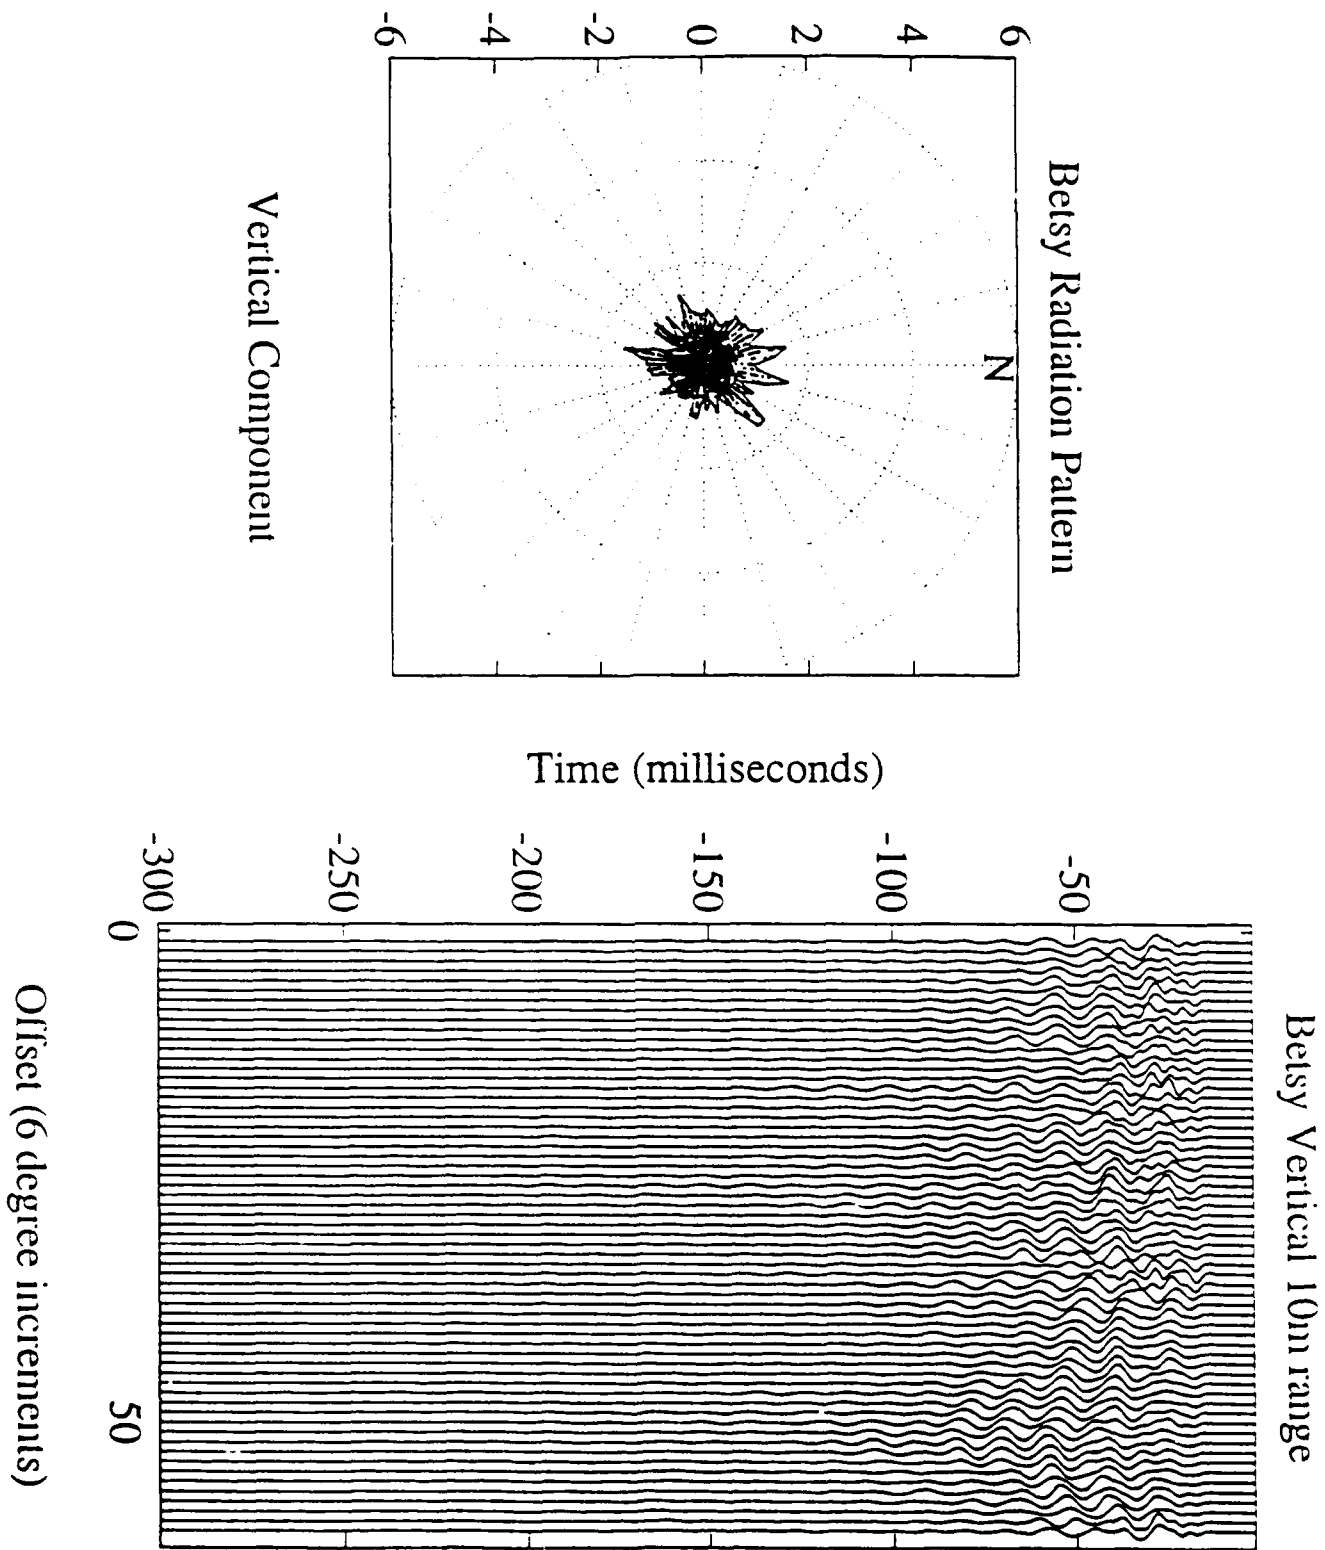 Betsy Radiation Pattern
6
4
2
0
-2
-4
-6
N
Vertical Component
Betsy Vertical 10m range
Time (milliseconds)
-50
-100
-150
-200
-250
-300
0
50
Offset (6 degree increments)